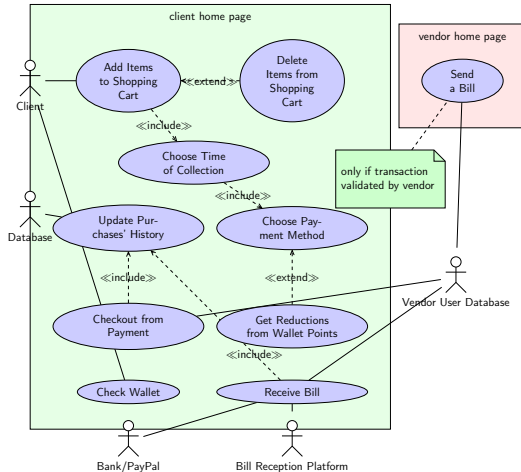 client home page
vendor home page
Add Items
to Shopping
Cart
≪extend≫
Delete
Items from
Shopping
Cart
Send
a Bill
Client
≪include≫
Choose Time
of Collection
only if transaction
validated by vendor
≪include≫
Database
Update Pur-
chases' History
Choose Pay-
ment Method
≪include≫
≪extend≫
Vendor User Database
Checkout from
Payment
Get Reductions
from Wallet Points
≪include≫
Check Wallet
Receive Bill
Bank/PayPal
Bill Reception Platform